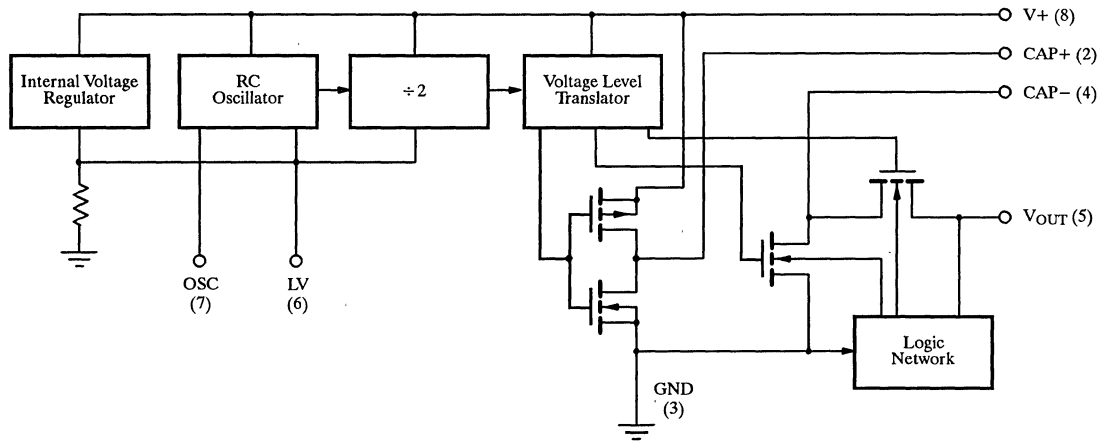 V+ (8)
CAP+ (2)
CAP− (4)
Internal Voltage
Regulator
RC
Oscillator
÷2
Voltage Level
Translator
VOUT (5)
OSC
(7)
LV
(6)
Logic
Network
GND
(3)